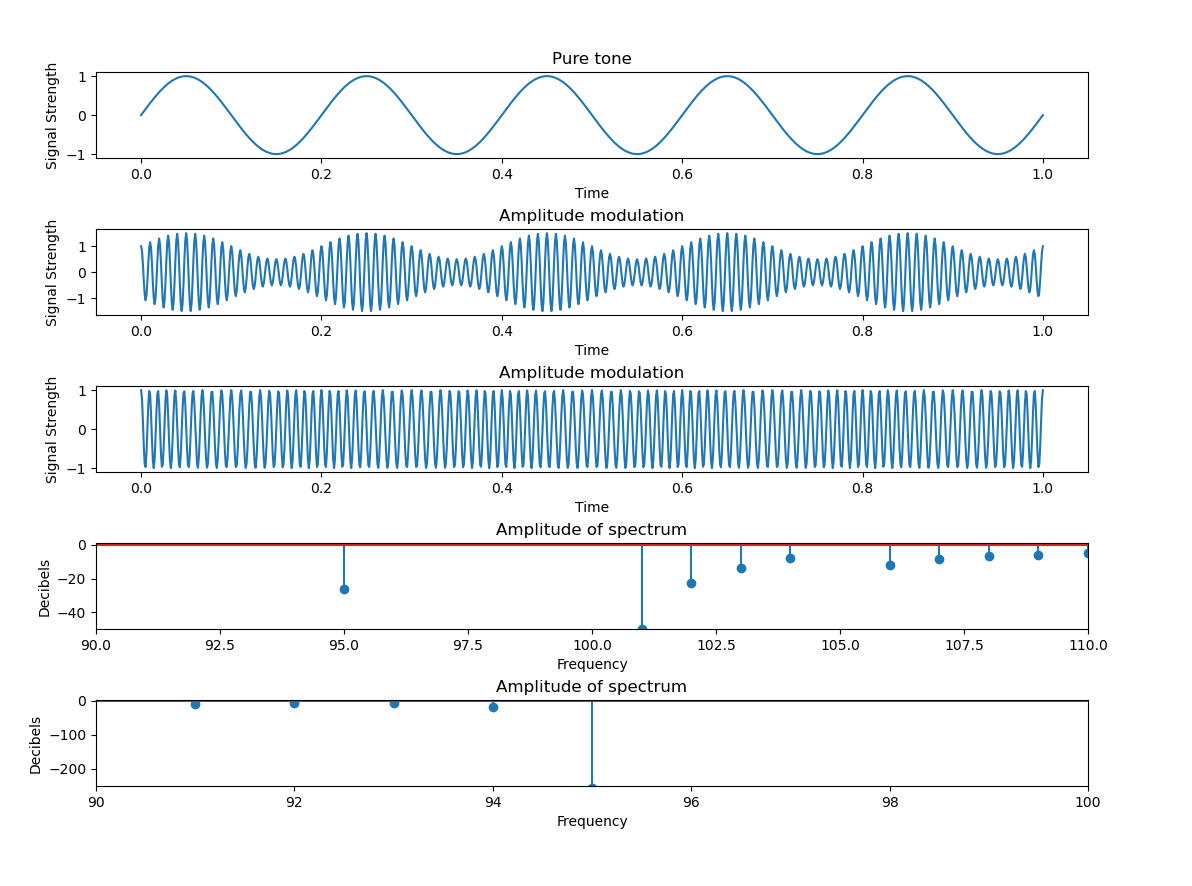 Pure tone
Signal Strength
1
0
−1
0.0 0.2 0.4 0.6 0.8 1.0
Time
Amplitude modulation
Signal Strength
1
0
−1
0.0 0.2 0.4 0.6 0.8 1.0
Time
Amplitude modulation
Signal Strength
1
0
−1
0.0 0.2 0.4 0.6 0.8 1.0
Time
Amplitude of spectrum
Decibels
0
−20
−40
90.0 92.5 95.0 97.5 100.0 102.5 105.0 107.5 110.0
Frequency
Amplitude of spectrum
Decibels
0
−100
−200
90 92 94 96 98 100
Frequency